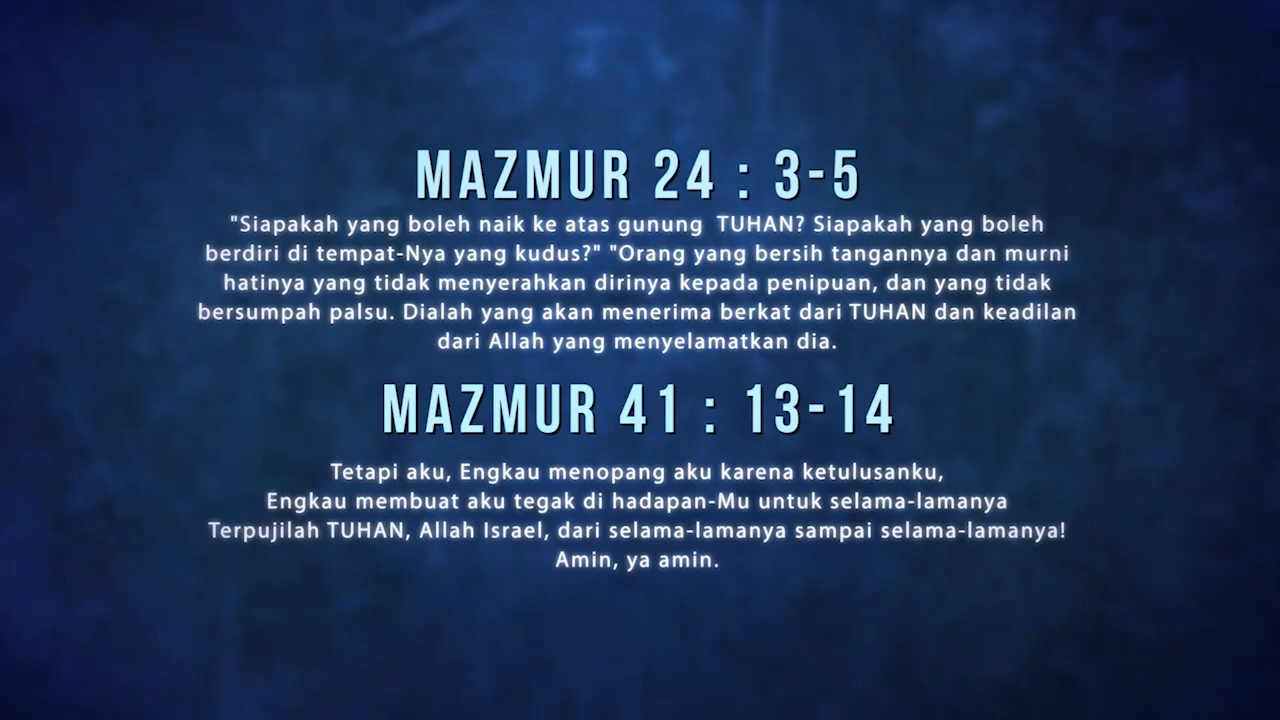 MAZMUR 24 : 3-5
"Siapakah yang boleh naik ke atas gunung  TUHAN? Siapakah yang boleh
berdiri di tempat-Nya yang kudus?" "Orang yang bersih tangannya dan murni
hatinya yang tidak menyerahkan dirinya kepada penipuan, dan yang tidak
bersumpah palsu. Dialah yang akan menerima berkat dari TUHAN dan keadilan
dari Allah yang menyelamatkan dia.
MAZMUR 41 : 13-14
Tetapi aku, Engkau menopang aku karena ketulusanku,
Engkau membuat aku tegak di hadapan-Mu untuk selama-lamanya
Terpujilah TUHAN, Allah Israel, dari selama-lamanya sampai selama-lamanya!
Amin, ya amin.